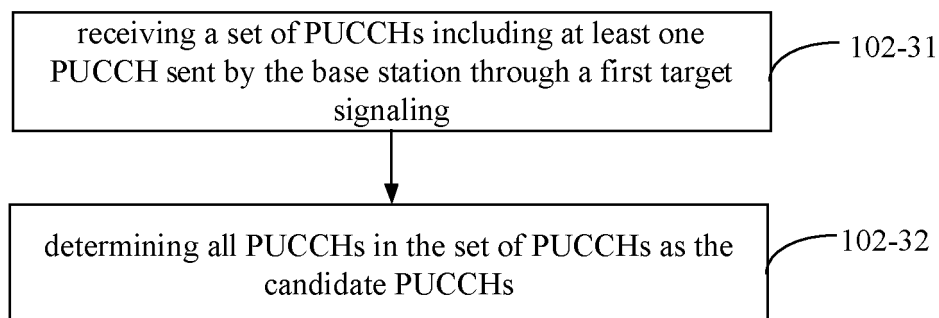 receiving a set of PUCCHs including at least one
PUCCH sent by the base station through a first target
signaling
102-31
determining all PUCCHs in the set of PUCCHs as the
candidate PUCCHs
102-32